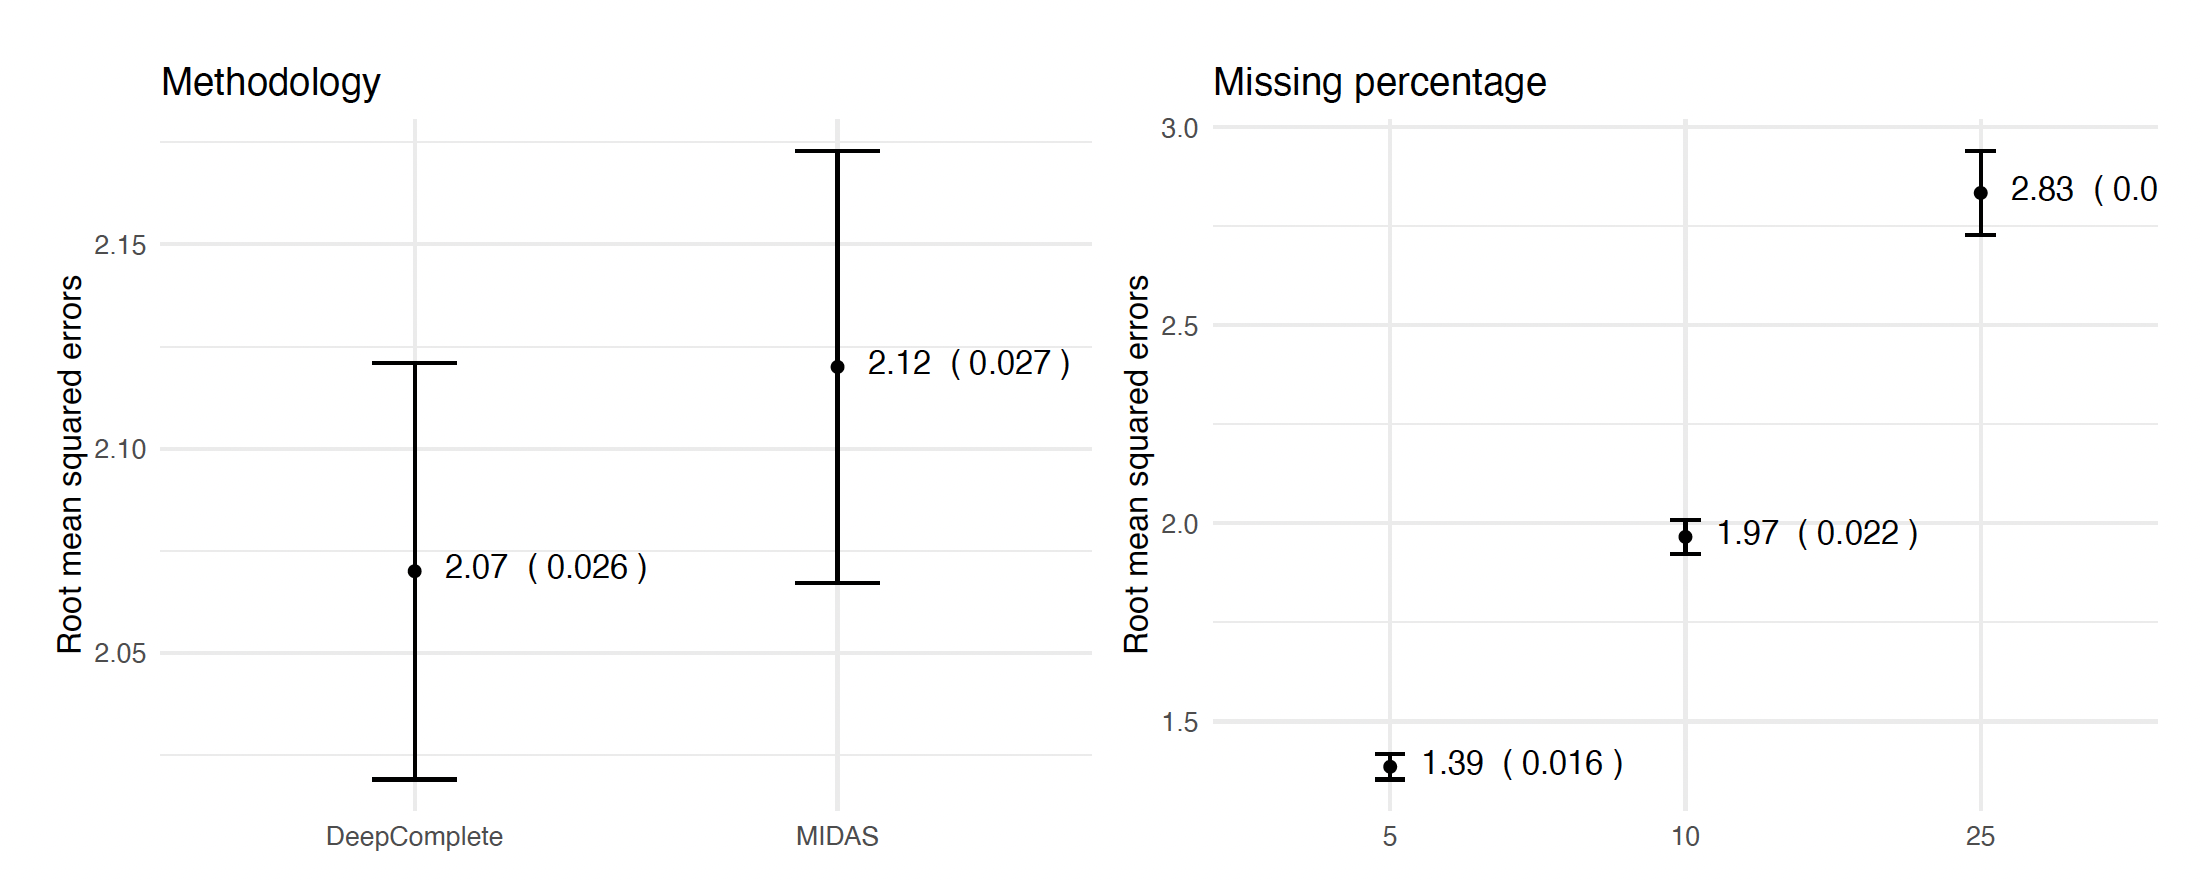 Methodology
Root mean squared errors
2.15
2.10
2.05
2.07 ( 0.026 )
2.12 ( 0.027 )
DeepComplete
MIDAS
Missing percentage
Root mean squared errors
3.0
2.5
2.0
1.5
2.83 ( 0.0
1.97 ( 0.022 )
1.39 ( 0.016 )
5
10
25